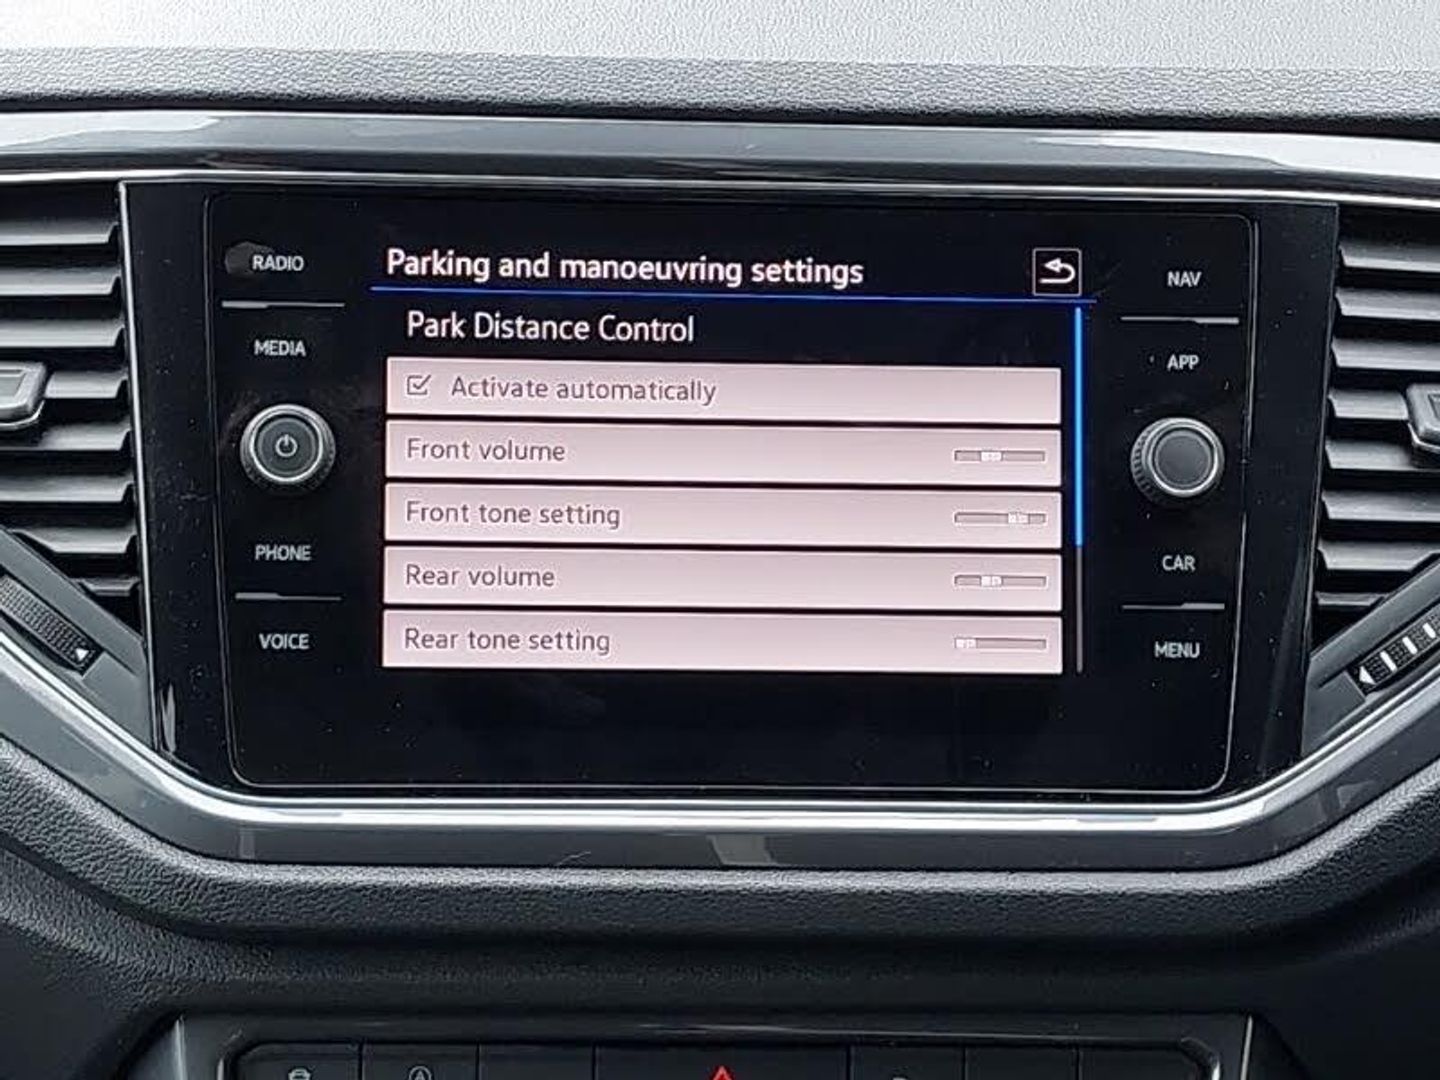 RADIO
MEDIA
PHONE
VOICE
Parking and manoeuvring settings
Park Distance Control
Activate automatically
Front volume
Front tone setting
Rear volume
Rear tone setting
NAV
APP
CAR
MENU